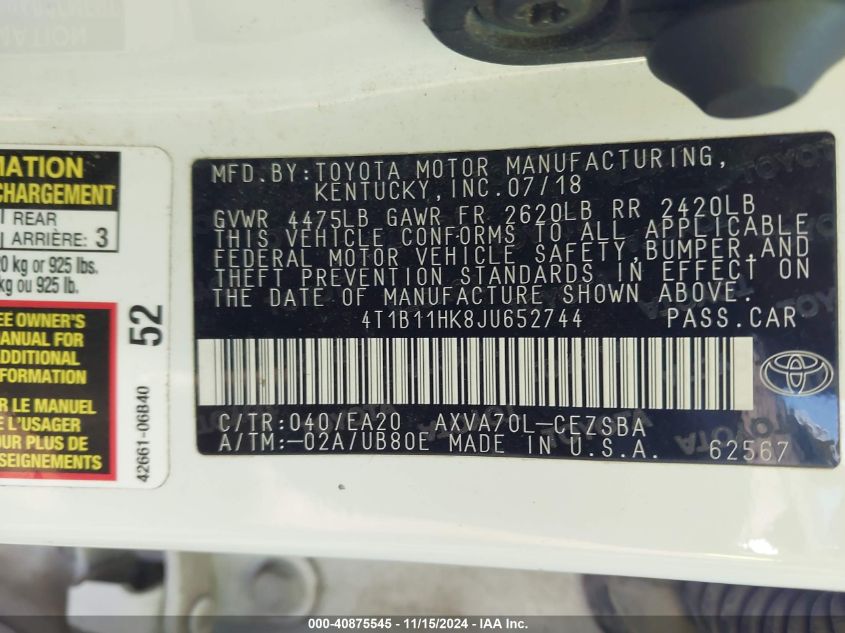 MATION
CHARGEMENT
REAR
ARRIÈRE: 3
kg or 925 lbs.
kg ou 925 lb.
EE OWNER'S
MANUAL FOR
ADDITIONAL
FORMATION
R LE MANUEL
L'USAGER
POUR PLUS
52
42661-06B40
MFD.BY:TOYOTA MOTOR MANUFACTURING,
KENTUCKY,INC.07/18
GVWR 4475LB GAWR FR 2620LB RR 2420LB
THIS VEHICLE CONFORMS TO ALL APPLICABLE
FEDERAL MOTOR VEHICLE SAFETY,BUMPER,AND
THEFT PREVENTION STANDARDS IN EFFECT ON
THE DATE OF MANUFACTURE SHOWN ABOVE.
4T1B11HK8JU652744 PASS.CAR
C/TR:040/EA20 AXVA70L-CEZSBA
A/TM:-02A/UB80E MADE IN U.S.A. 62567
000-40875545 - 11/15/2024 - IAA Inc.